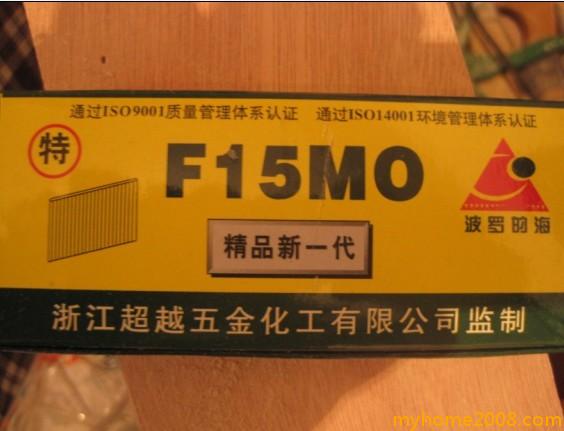 通过ISO9001质量管理体系认证 通过ISO14001环境管理体系认证
特
F15MO
波罗的海
精品新一代
浙江超越五金化工有限公司监制
myhome2008.com